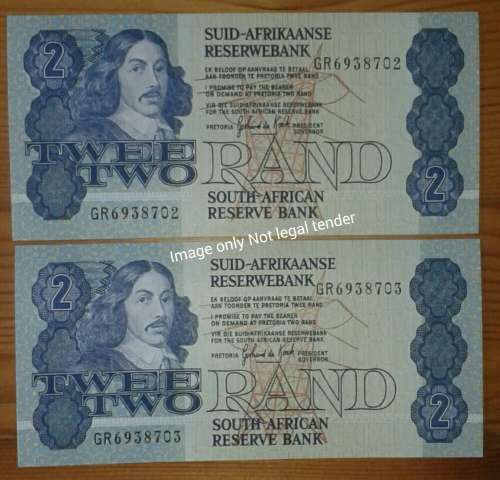 2
SUID-AFRIKAANSE
RESERWEBANK
GR6938702
EK BELOOF OP AANVRAAG TE BETAAL
AAN TOONDER TE PRETORIA TWEE RAND
I PROMISE TO PAY THE BEARER
ON DEMAND AT PRETORIA TWO RAND
VIR DIE SUID-AFRIKAANSE RESERWEBANK
FOR THE SOUTH AFRICAN RESERVE BANK
PRETORIA PRESIDENT
GOVERNOR
TWEE
TWO
RAND
2
GR6938702
SOUTH AFRICAN
RESERVE BANK
Image only Not legal tender
2
SUID-AFRIKAANSE
RESERWEBANK
GR6938703
EK BELOOF OP AANVRAAG TE BETAAL
AAN TOONDER TE PRETORIA TWEE RAND
I PROMISE TO PAY THE BEARER
ON DEMAND AT PRETORIA TWO RAND
VIR DIE SUID-AFRIKAANSE RESERWEBANK
FOR THE SOUTH AFRICAN RESERVE BANK
PRETORIA PRESIDENT
GOVERNOR
TWEE
TWO
RAND
2
GR6938703
SOUTH AFRICAN
RESERVE BANK